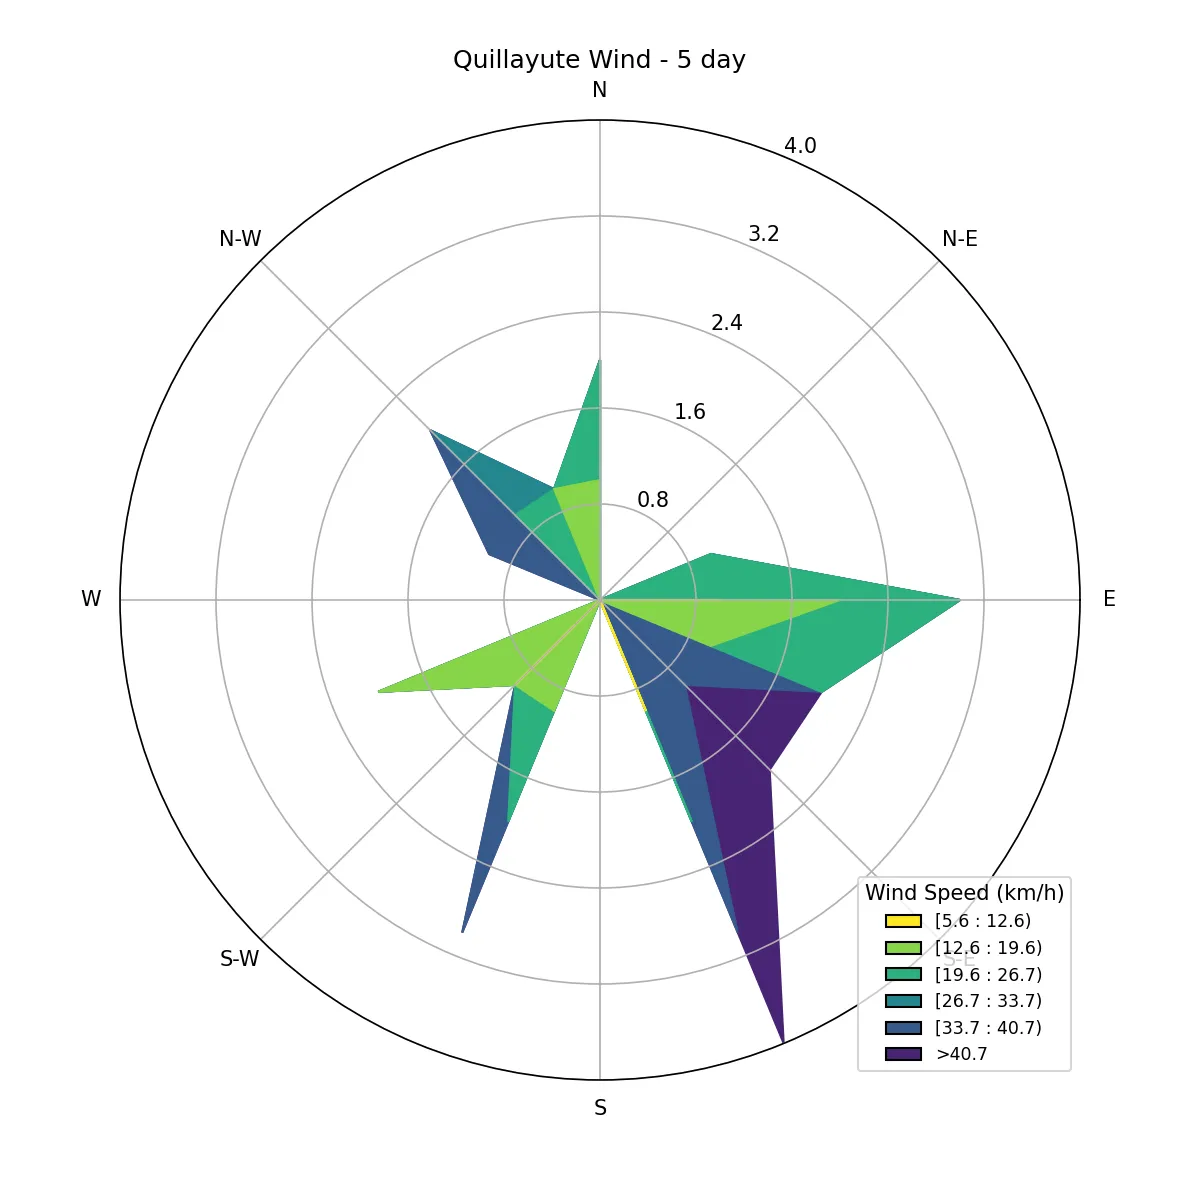 Quillayute Wind - 5 day
N
4.0
N-W
3.2
N-E
2.4
1.6
0.8
W
E
Wind Speed (km/h)
[5.6 : 12.6)
[12.6 : 19.6)
S-W
S-E
[19.6 : 26.7)
[26.7 : 33.7)
[33.7 : 40.7)
>40.7
S